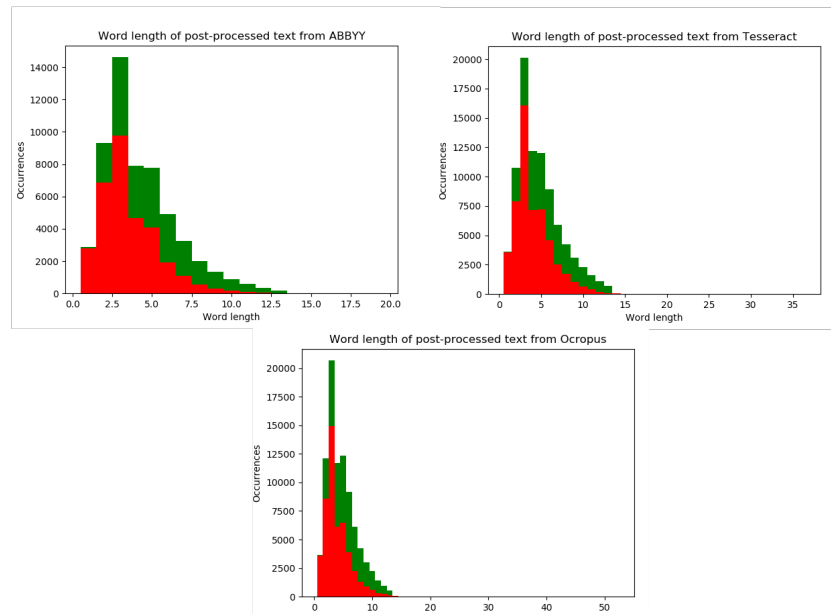 Word length of post-processed text from ABBYY
14000
12000
10000
8000
6000
4000
2000
0
Occurrences
0.0 2.5 5.0 7.5 10.0 12.5 15.0 17.5 20.0
Word length
Word length of post-processed text from Tesseract
20000
17500
15000
12500
10000
7500
5000
2500
0
Occurrences
0 5 10 15 20 25 30 35
Word length
Word length of post-processed text from Ocropus
20000
17500
15000
12500
10000
7500
5000
2500
0
Occurrences
0 10 20 30 40 50